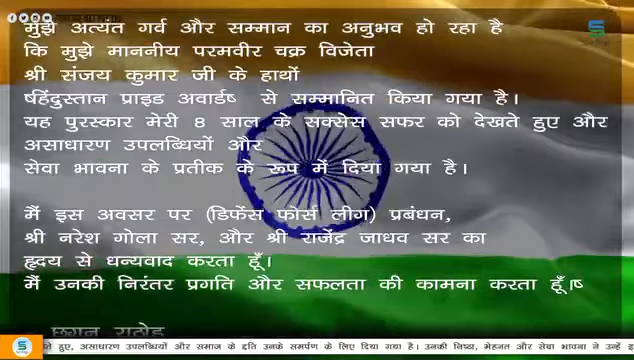 मुझे अत्यंत गर्व और सम्मान का अनुभव हो रहा है
कि मुझे माननीय परमवीर चक्र विजेता
श्री संजय कुमार जी के हाथों
ष्हिंदुस्तान प्राइड अवार्डष् से सम्मानित किया गया है।
यह पुरस्कार मेरी 8 साल के सक्सेस सफर को देखते हुए और
असाधारण उपलब्धियों और
सेवा भावना के प्रतीक के रूप में दिया गया है।
मैं इस अवसर पर (डिफेंस फोर्स लीग) प्रबंधन,
श्री नरेश गोला सर, और श्री राजेंद्र जाधव सर का
हृदय से धन्यवाद करता हूँ।
मैं उनकी निरंतर प्रगति और सफलता की कामना करता हूँ।ष्
छगन राठोड
ते हुए, असाधारण उपलब्धियों और समाज के प्रति उनके समर्पण के लिए दिया गया है। उनकी निष्ठा, मेहनत और सेवा भावना ने उन्हें